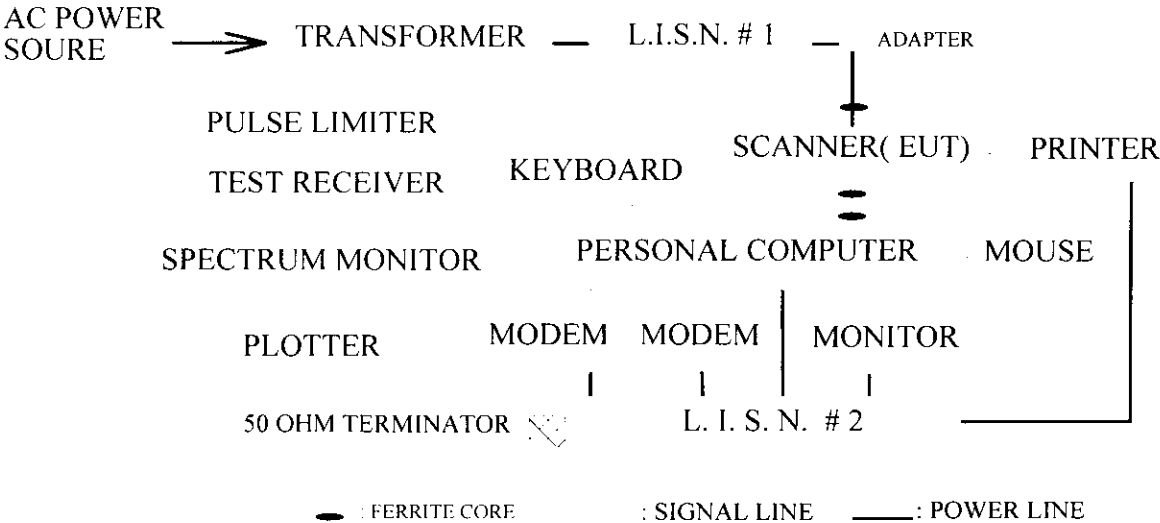 AC POWER
SOURE
TRANSFORMER
L.I.S.N. # 1
ADAPTER
PULSE LIMITER
SCANNER( EUT)
PRINTER
KEYBOARD
TEST RECEIVER
PERSONAL COMPUTER
MOUSE
SPECTRUM MONITOR
MODEM
MODEM
MONITOR
PLOTTER
50 OHM TERMINATOR
L. I. S. N. # 2
: FERRITE CORE
: SIGNAL LINE
: POWER LINE